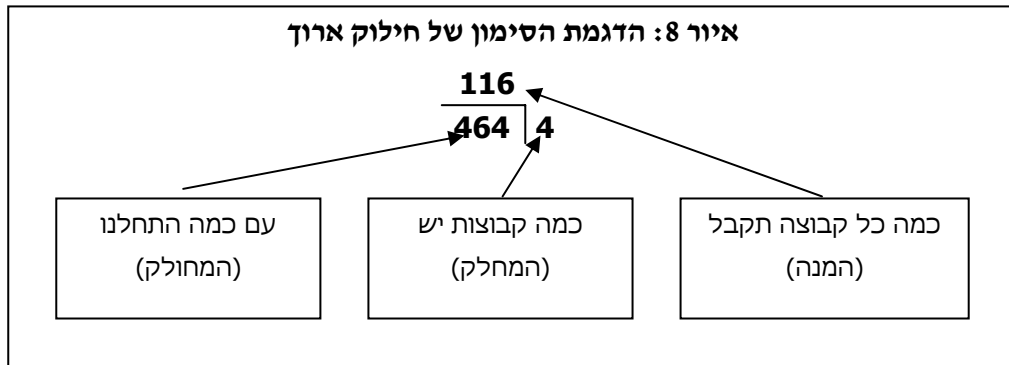 איור 8: הדגמת הסימון של חילוק ארוך
116
464 4
כמה כל קבוצה תקבל
(המנה)
כמה קבוצות יש
(המחלק)
עם כמה התחלנו
(המחולק)